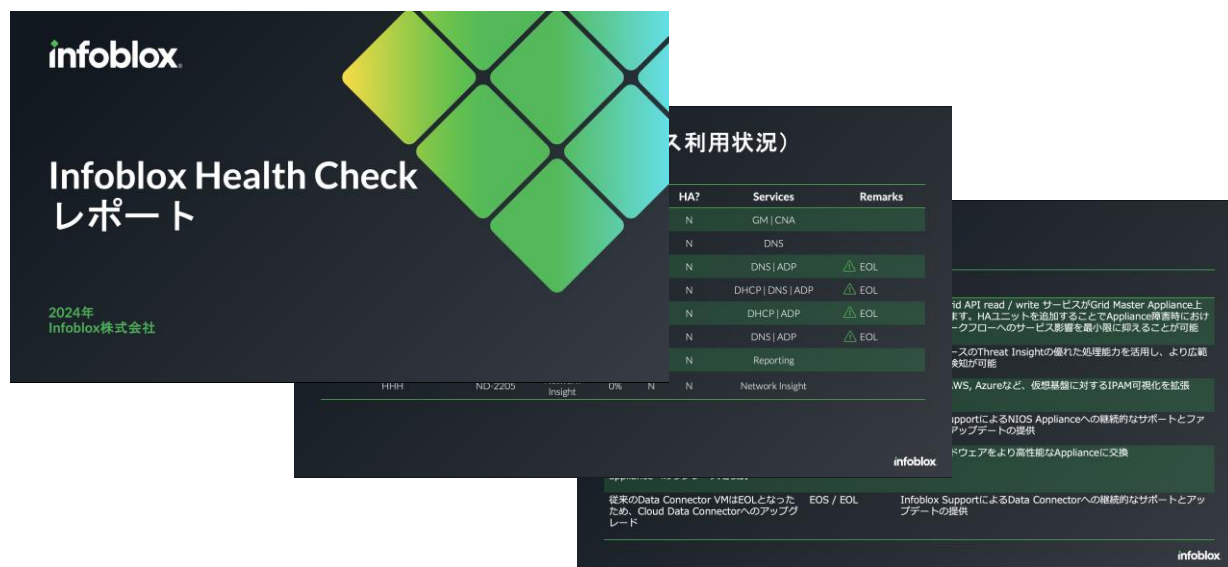 infoblox
Infoblox Health Check
レポート
2024年
Infoblox株式会社
ス利用状況）
HA? Services Remarks
N GM | CNA
N DNS
N DNS | ADP EOL
N DHCP | DNS | ADP EOL
N DHCP | ADP EOL
N DNS | ADP EOL
N Reporting
HHH ND-2205 Insight 0% N N Network Insight
infoblox
rid API read / write サービスがGrid Master Appliance上
ます。HAユニットを追加することでAppliance障害時におけ
ークフローへのサービス影響を最小限に抑えることが可能
ースのThreat Insightの優れた処理能力を活用し、より広範
検知が可能
WS, Azureなど、仮想基盤に対するIPAM可視化を拡張
upportによるNIOS Applianceへの継続的なサポートとファ
アップデートの提供
ドウェアをより高性能なApplianceに交換
従来のData Connector VMはEOLとなった EOS / EOL Infoblox SupportによるData Connectorへの継続的なサポートとアッ
ため、Cloud Data Connectorへのアップグ プデートの提供
レード
infoblox